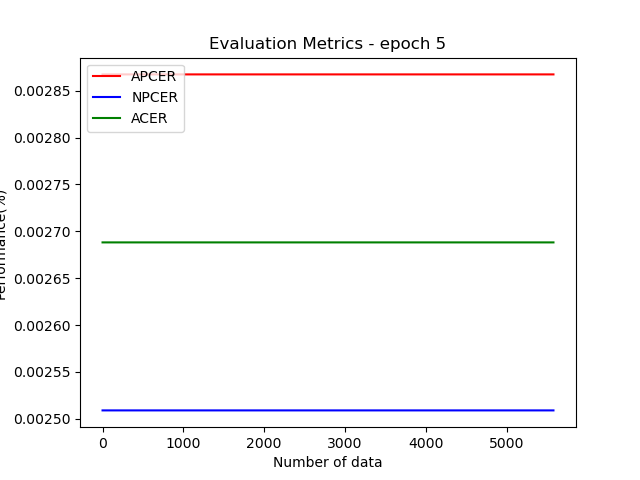 Evaluation Metrics - epoch 5
APCER
NPCER
ACER
0.00285
0.00280
0.00275
0.00270
0.00265
0.00260
0.00255
0.00250
Performance(%)
0 1000 2000 3000 4000 5000
Number of data